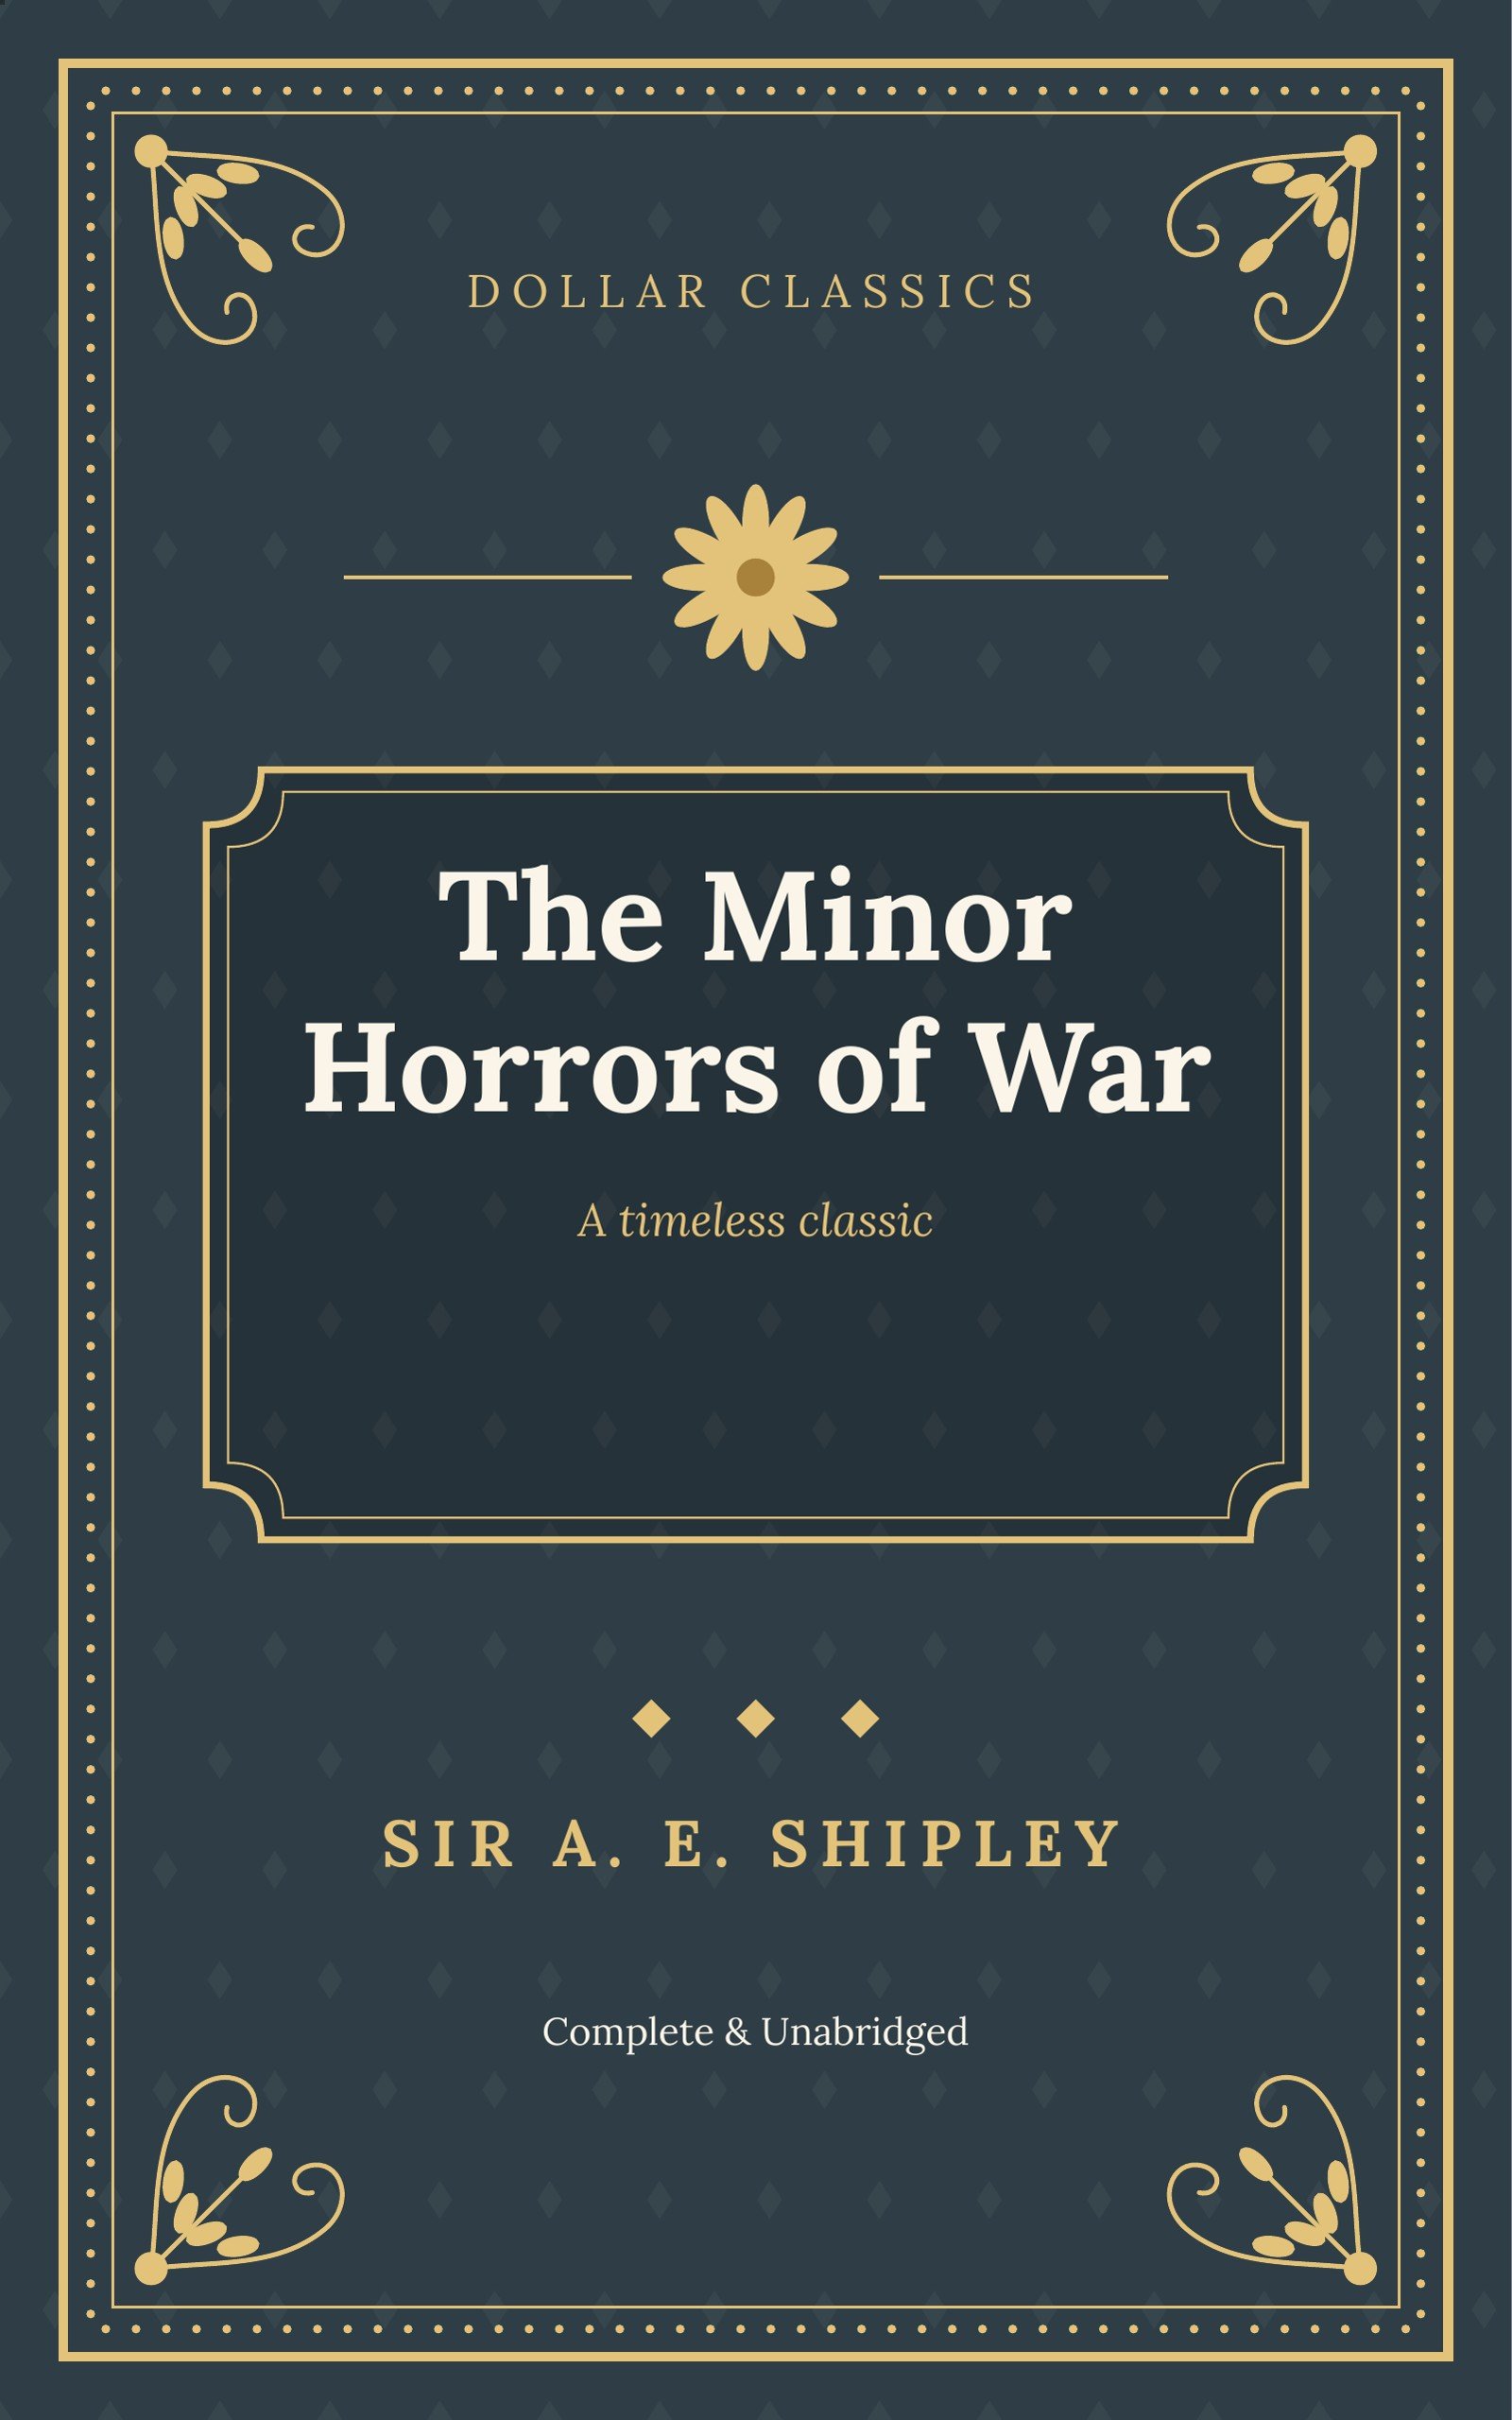 DOLLAR CLASSICS
The Minor
Horrors of War
A timeless classic
SIR A. E. SHIPLEY
Complete & Unabridged